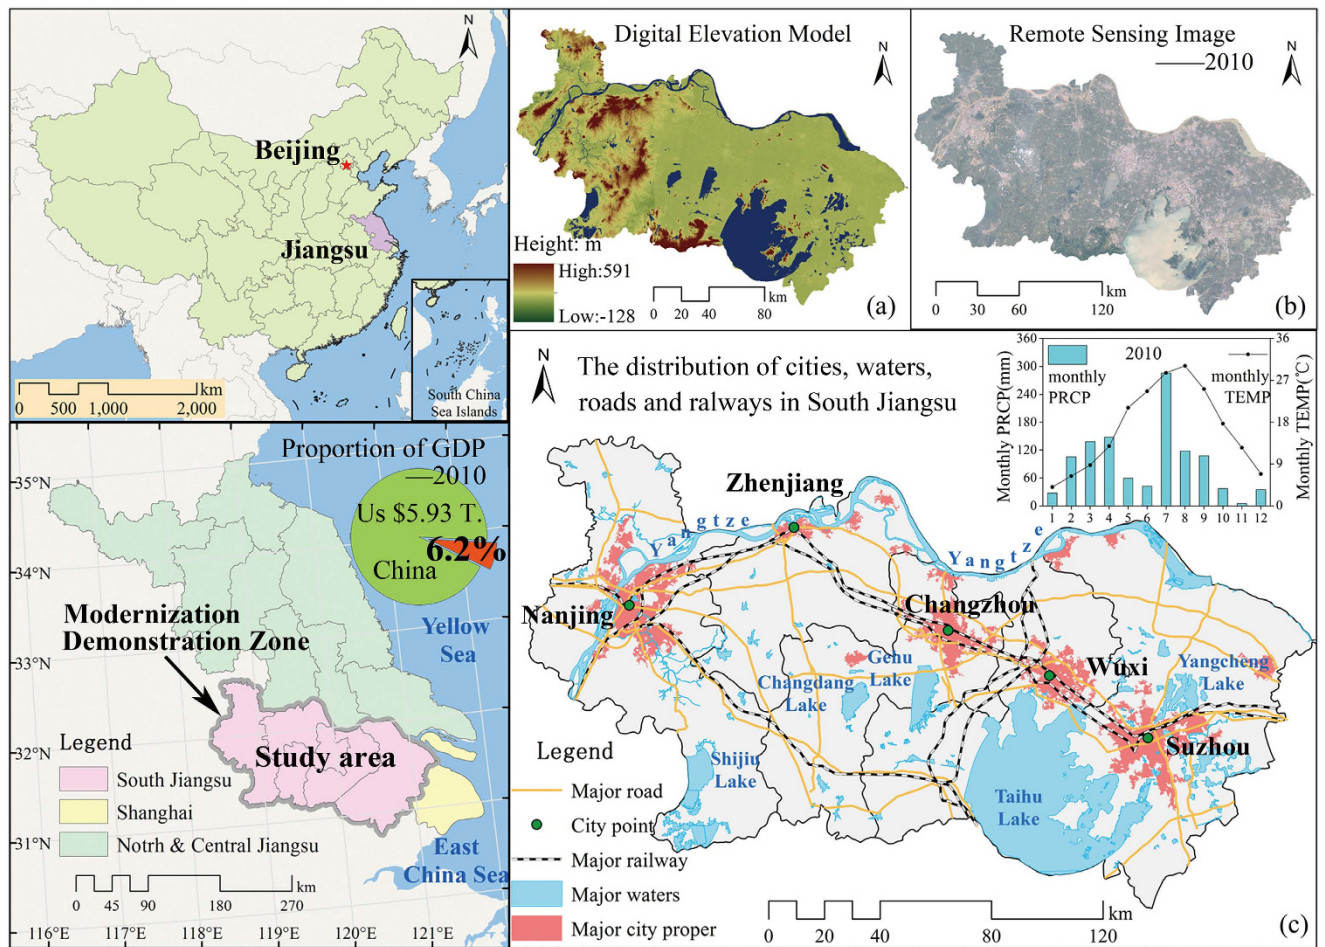 N
Beijing
Jiangsu
km
0 500 1,000 2,000
South China
Sea Islands
Digital Elevation Model
N
Height: m
High:591
Low:-128
km
0 20 40 80
(a)
Remote Sensing Image
——2010
N
km
0 30 60 120
(b)
Proportion of GDP
—2010
Us $5.93 T.
6.2%
China
35°N
34°N
33°N
32°N
31°N
Modernization
Demonstration Zone
Yellow
Sea
Study area
Legend
South Jiangsu
Shanghai
Notrh & Central Jiangsu
East
China Sea
km
0 45 90 180 270
116°E 117°E 118°E 119°E 120°E 121°E
N
The distribution of cities, waters,
roads and ralways in South Jiangsu
Monthly PRCP(mm)
360
300
240
180
120
60
0
2010
monthly
PRCP
monthly
TEMP
36
27
18
9
0
Monthly TEMP(℃)
1 2 3 4 5 6 7 8 9 10 11 12
Zhenjiang
Yangtze
Yangtze
Nanjing
Changzhou
Wuxi
Suzhou
Gehu
Lake
Changdang
Lake
Yangcheng
Lake
Shijiu
Lake
Taihu
Lake
Legend
Major road
City point
Major railway
Major waters
Major city proper
km
0 20 40 80 120
(c)